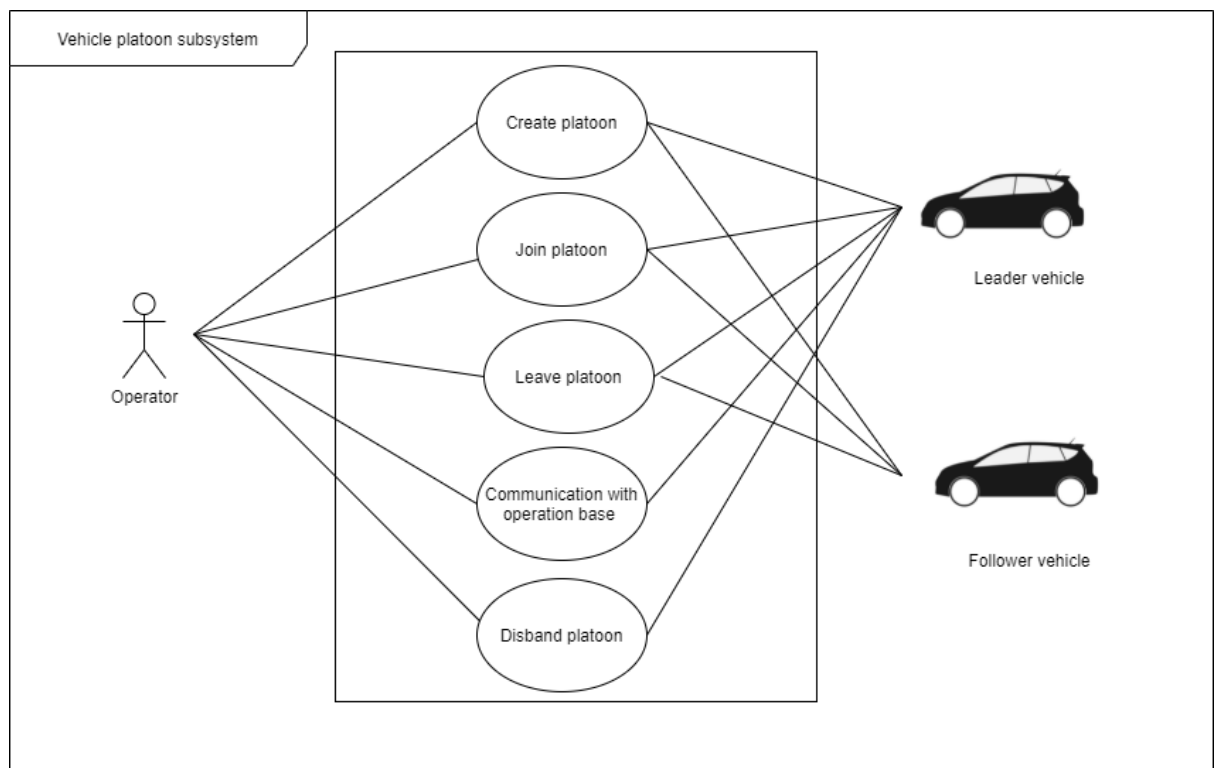 Vehicle platoon subsystem
Create platoon
Join platoon
Leader vehicle
Leave platoon
Operator
Communication with
operation base
Follower vehicle
Disband platoon